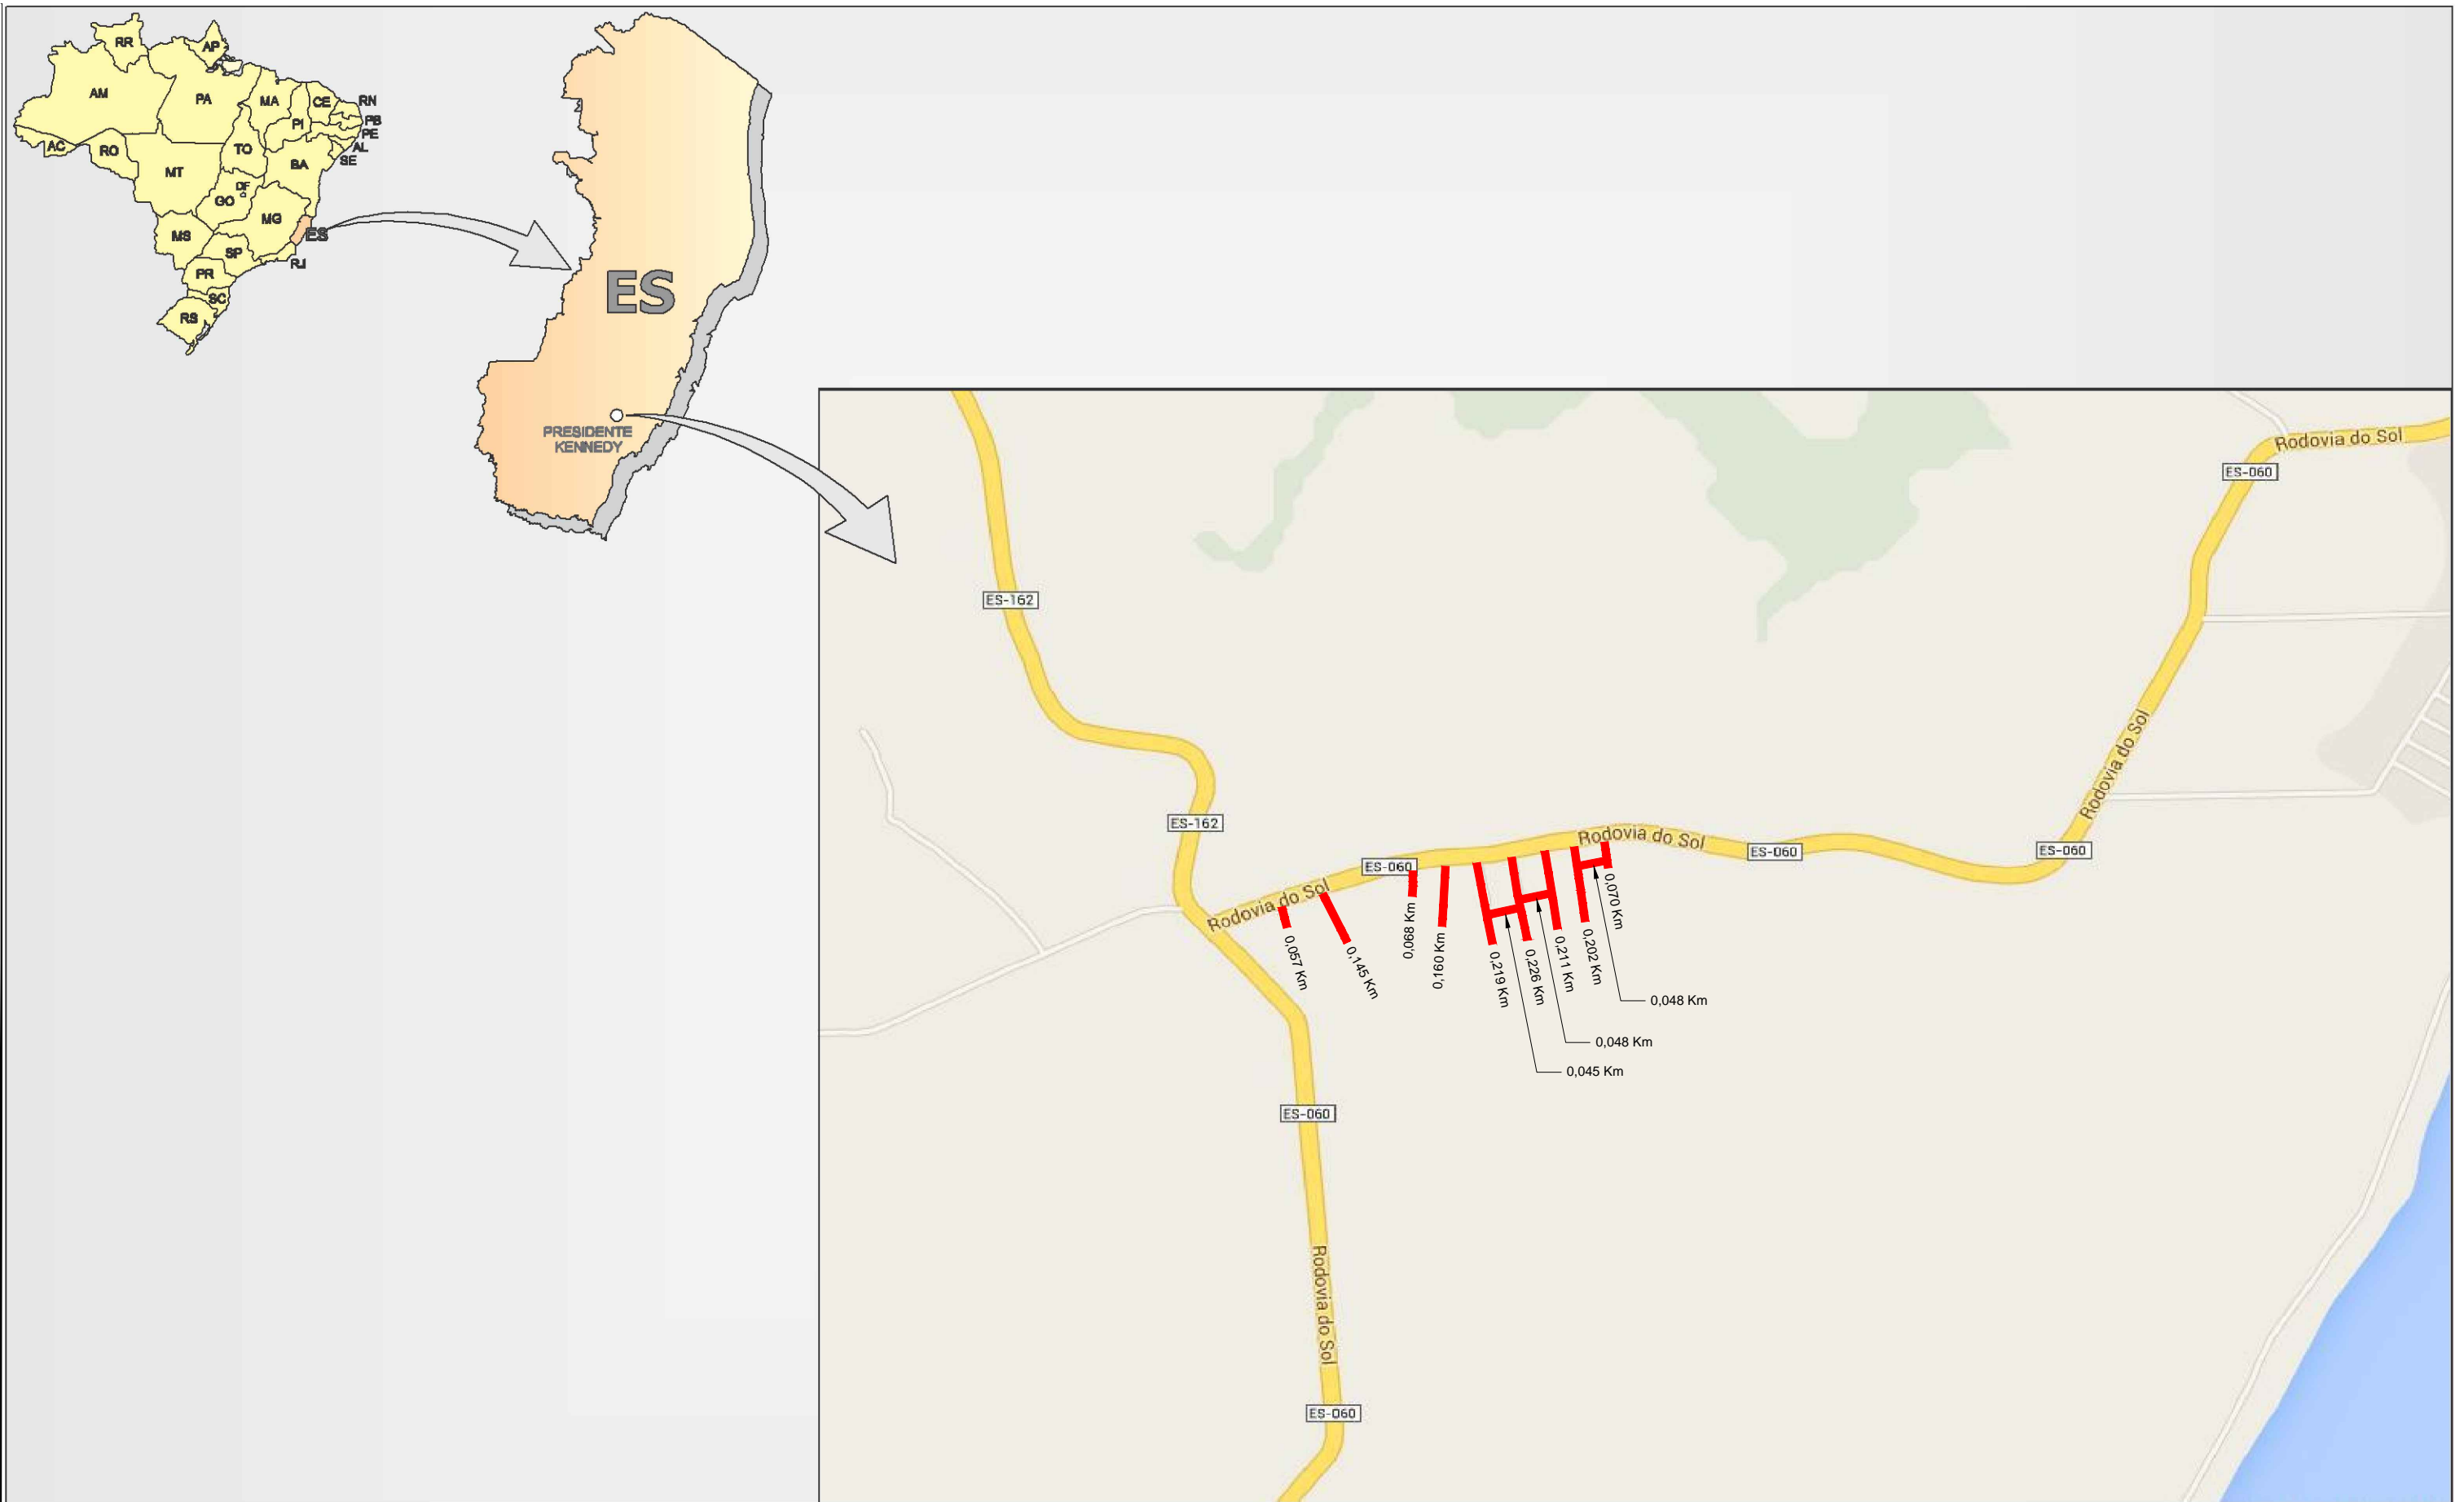 RR
AP
AM
PA
MA
CE
RN
PI
PB
PE
AL
SE
AC
RO
TO
BA
MT
DF
GO
MG
MS
ES
SP
RJ
PR
SC
RS
ES
PRESIDENTE
KENNEDY
Rodovia do Sol
ES-060
ES-162
Rodovia do Sol
ES-162
Rodovia do Sol
ES-060
ES-060
ES-060
Rodovia do Sol
0,057 Km
0,145 Km
0,068 Km
0,160 Km
0,219 Km
0,226 Km
0,211 Km
0,202 Km
0,070 Km
0,048 Km
0,048 Km
0,045 Km
ES-060
Rodovia do Sol
ES-060